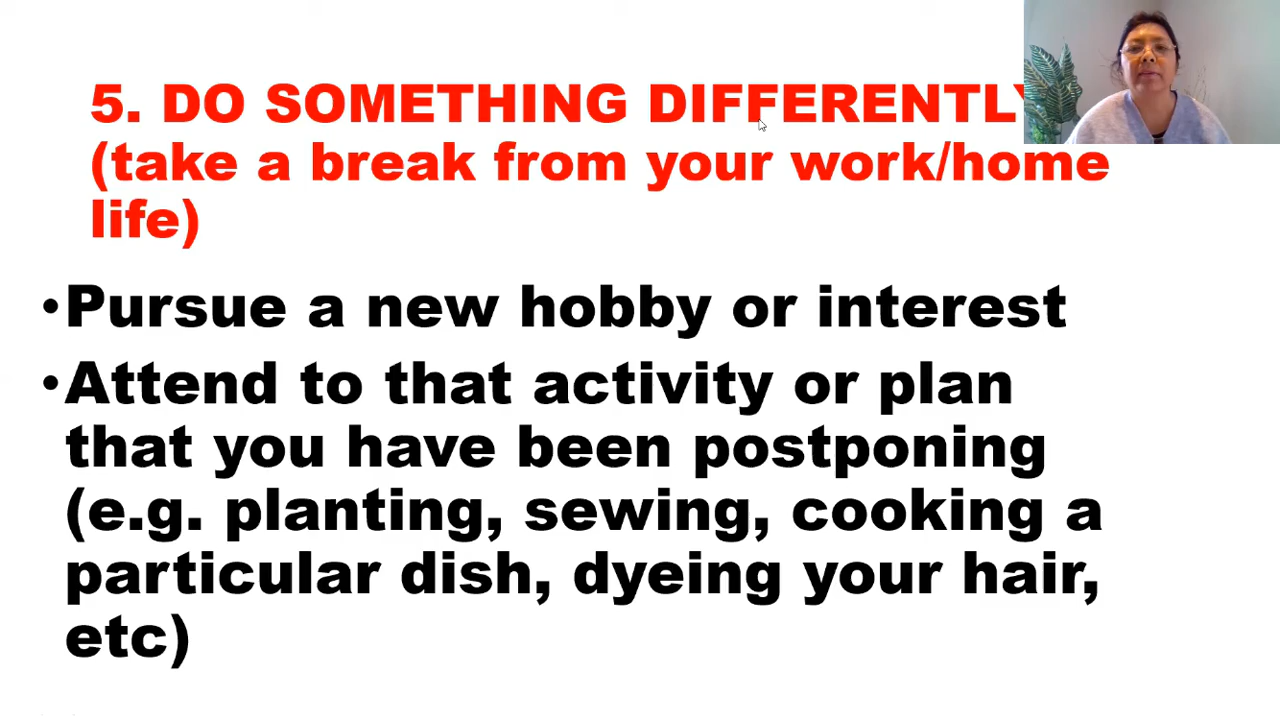 5. DO SOMETHING DIFFERENTLY
(take a break from your work/home
life)
•Pursue a new hobby or interest
•Attend to that activity or plan
that you have been postponing
(e.g. planting, sewing, cooking a
particular dish, dyeing your hair,
etc)